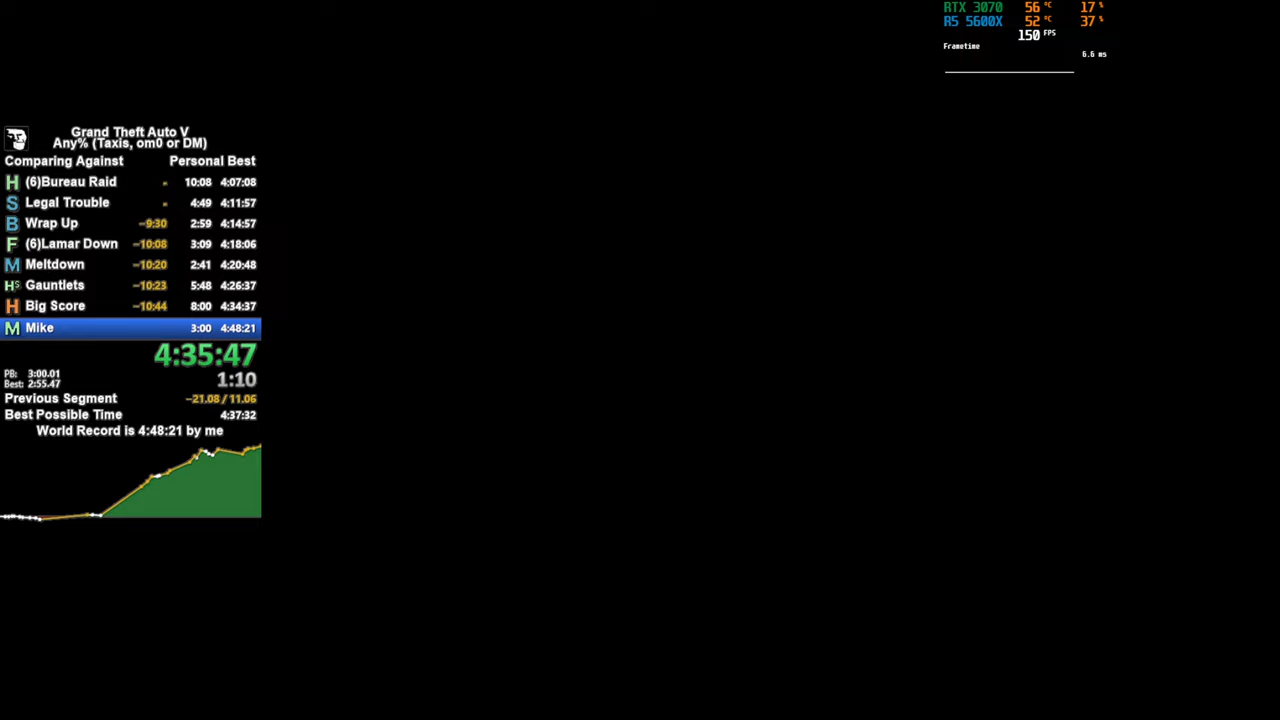 RTX 3070 56 °C 17 %
R5 5600X 52 °C 37 %
150 FPS
Frametime
6.6 ms
Grand Theft Auto V
Any% (Taxis, om0 or DM)
Comparing Against Personal Best
H (6)Bureau Raid - 10:08 4:07:08
S Legal Trouble - 4:49 4:11:57
B Wrap Up −9:30 2:59 4:14:57
F (6)Lamar Down −10:08 3:09 4:18:06
M Meltdown −10:20 2:41 4:20:48
HS Gauntlets −10:23 5:48 4:26:37
H Big Score −10:44 8:00 4:34:37
M Mike 3:00 4:48:21
4:35:47
PB: 3:00.01
Best: 2:55.47
1:10
Previous Segment −21.08 / 11.06
Best Possible Time 4:37:32
World Record is 4:48:21 by me